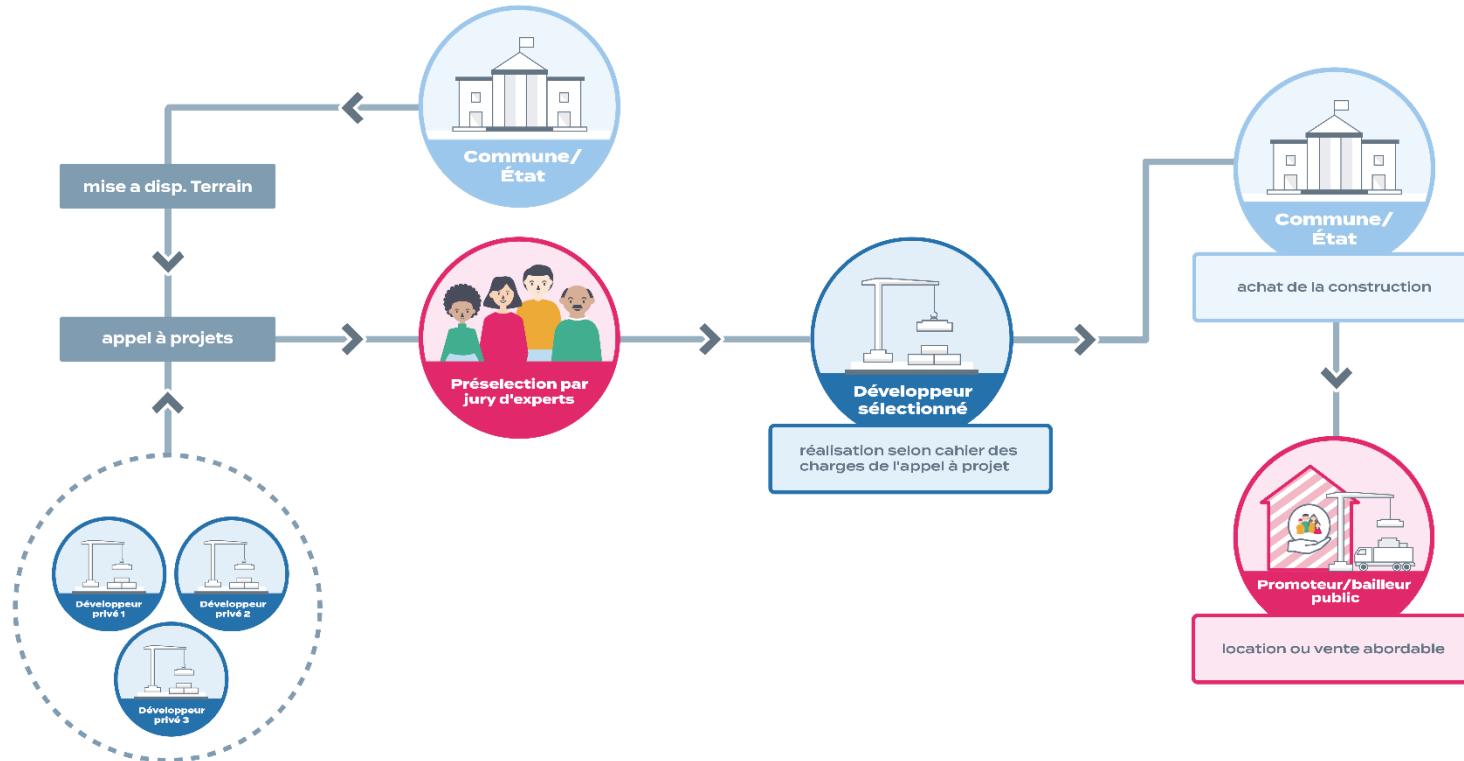 Commune/
État
mise a disp. Terrain
appel à projets
Préselection par
jury d'experts
Développeur
sélectionné
réalisation selon cahier des
charges de l'appel à projet
Développeur
privé 1
Développeur
privé 2
Développeur
privé 3
Commune/
État
achat de la construction
Promoteur/bailleur
public
location ou vente abordable